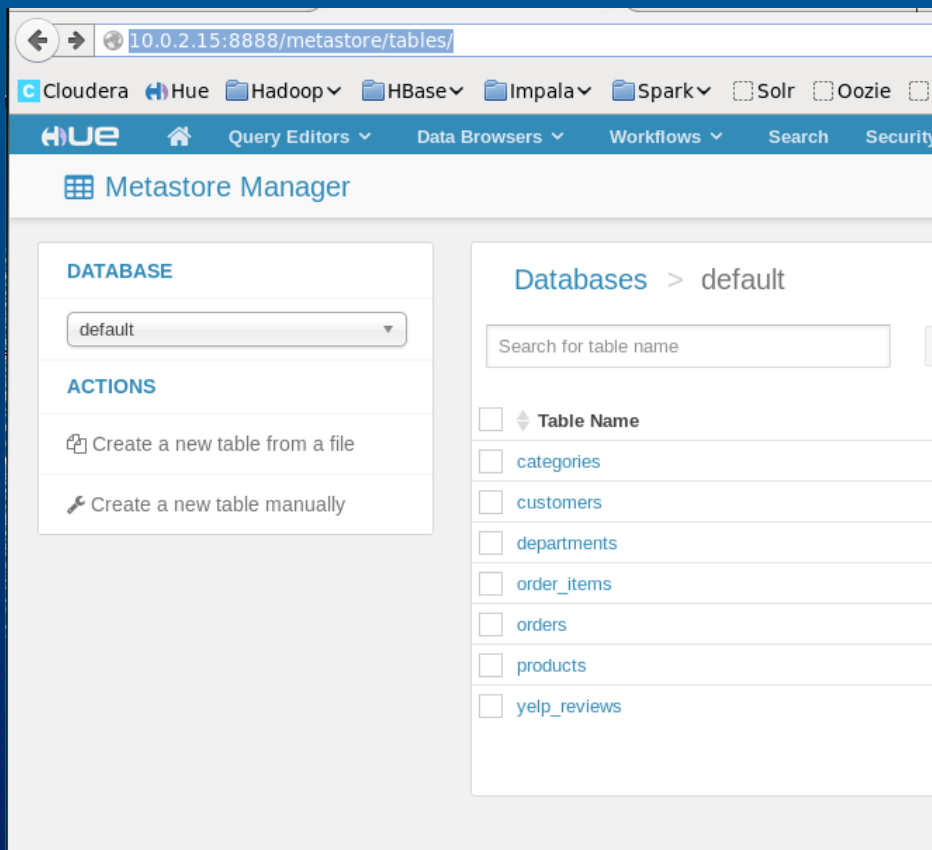 10.0.2.15:8888/metastore/tables/
C Cloudera Hue Hadoop HBase Impala Spark Solr Oozie
HUE Query Editors Data Browsers Workflows Search Security
Metastore Manager
DATABASE
default
ACTIONS
Create a new table from a file
Create a new table manually
Databases > default
Search for table name
Table Name
categories
customers
departments
order_items
orders
products
yelp_reviews